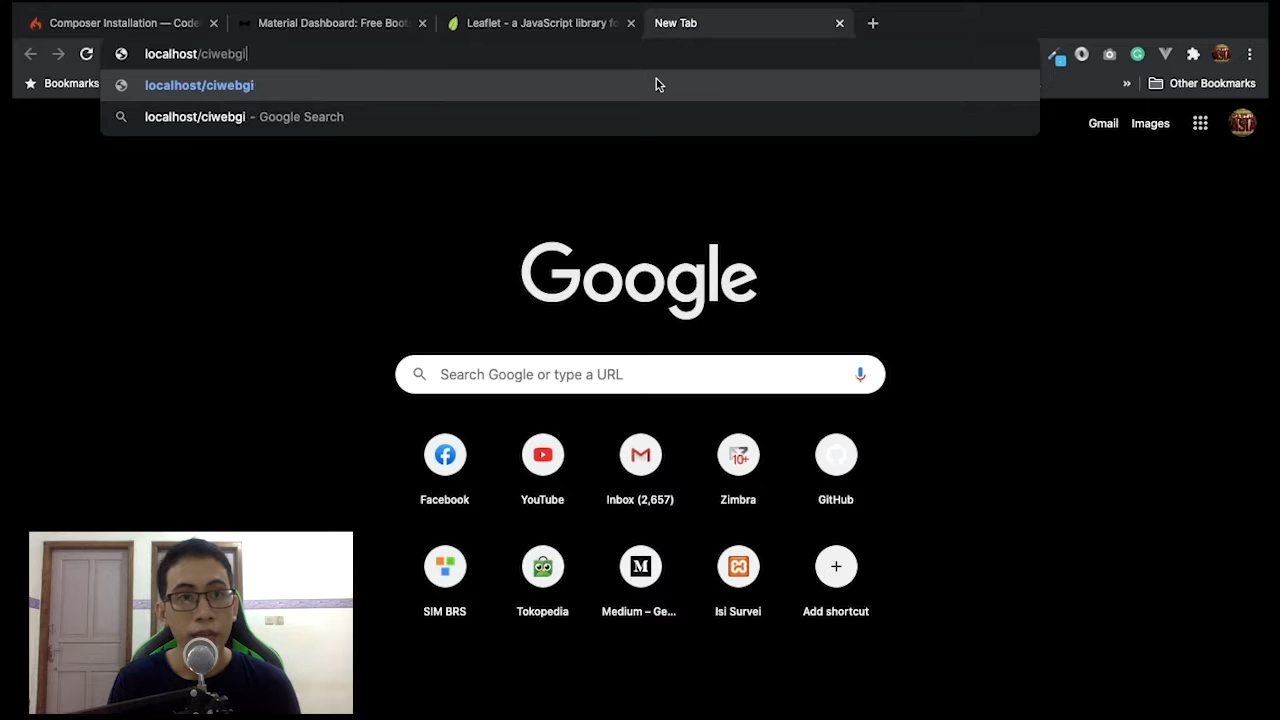 Composer Installation — Code
Material Dashboard: Free Boot
Leaflet - a JavaScript library fo
New Tab
localhost/ciwebgi
Bookmarks
localhost/ciwebgi
Other Bookmarks
localhost/ciwebgi - Google Search
Gmail
Images
Google
Search Google or type a URL
10+
Facebook
YouTube
Inbox (2,657)
Zimbra
GitHub
M
SIM BRS
Tokopedia
Medium – Ge...
Isi Survei
Add shortcut